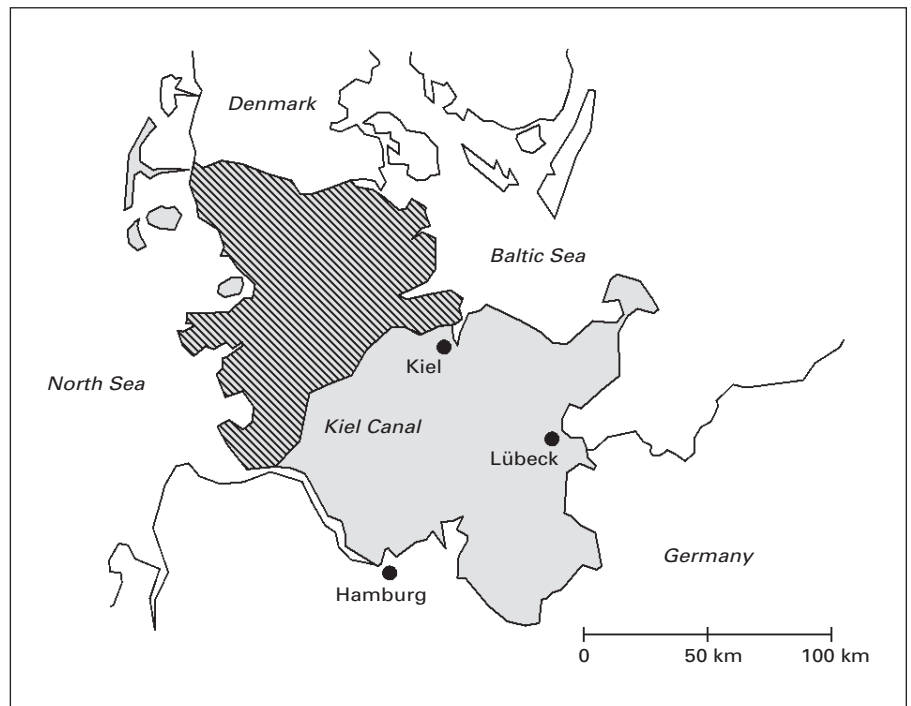 Denmark
Baltic Sea
Kiel
North Sea
Kiel Canal
Lübeck
Germany
Hamburg
0 50 km 100 km